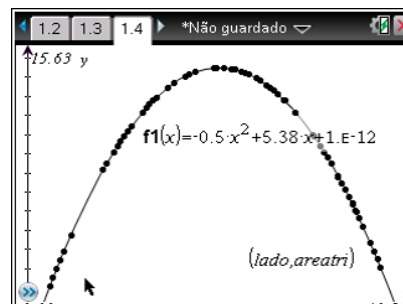 1.2 1.3 1.4 *Não guardado
15.63 y
f1(x)=-0.5·x²+5.38·x+1.E-12
(lado,areatri)